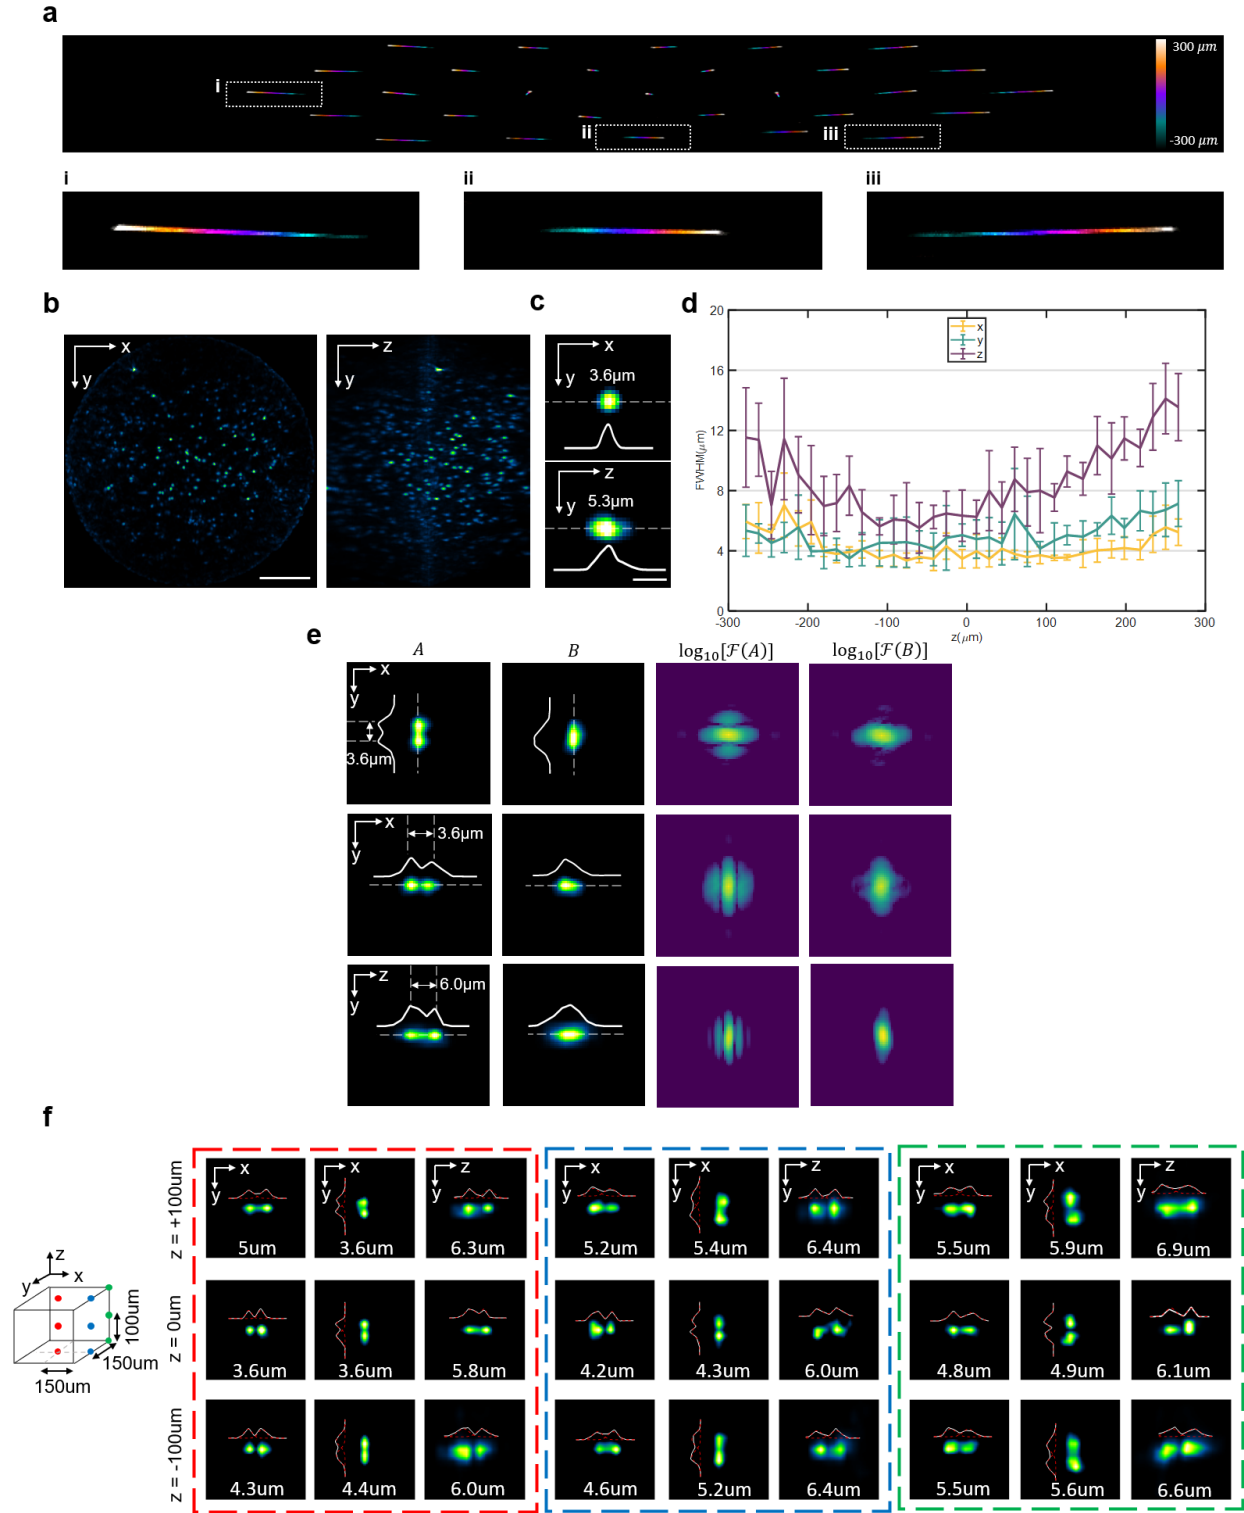 a
300 μm
-300 μm
i
ii
iii
i
ii
iii
b
x
y
z
y
c
x
y
3.6μm
z
y
5.3μm
d
20
16
12
8
4
0
FWHM(μm)
x
y
z
-300
-200
-100
0
100
200
300
z(μm)
e
A
B
log₁₀[ℱ(A)]
log₁₀[ℱ(B)]
x
y
3.6μm
x
y
3.6μm
z
y
6.0μm
f
z
x
y
100um
150um
150um
z = +100um
x
y
5um
x
y
3.6um
z
y
6.3um
x
y
5.2um
x
y
5.4um
z
y
6.4um
x
y
5.5um
x
y
5.9um
z
y
6.9um
z = 0um
3.6um
3.6um
5.8um
4.2um
4.3um
6.0um
4.8um
4.9um
6.1um
z = -100um
4.3um
4.4um
6.0um
4.6um
5.2um
6.4um
5.5um
5.6um
6.6um